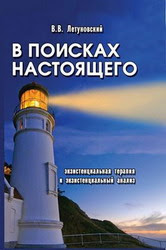 В.В. Летуновский
В ПОИСКАХ
НАСТОЯЩЕГО
экзистенциальная терапия
и экзистенциальный анализ